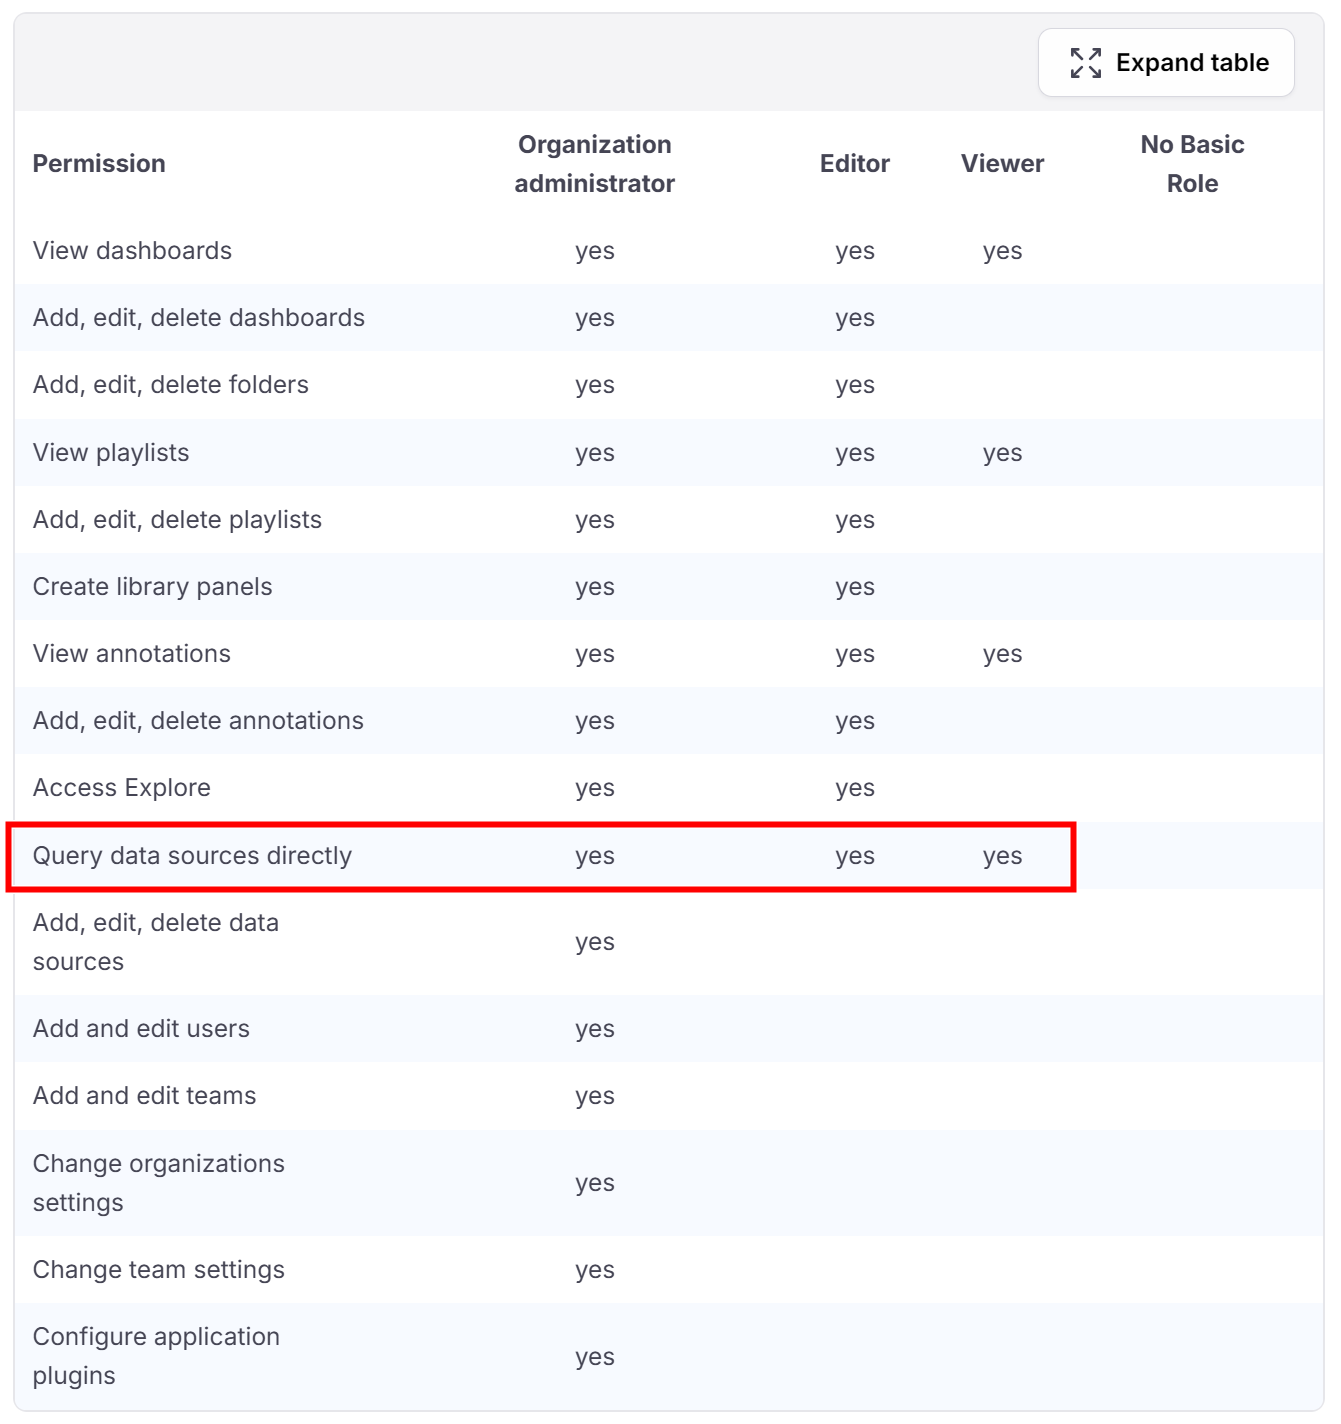 Expand table
Permission Organization administrator Editor Viewer No Basic Role
View dashboards yes yes yes
Add, edit, delete dashboards yes yes
Add, edit, delete folders yes yes
View playlists yes yes yes
Add, edit, delete playlists yes yes
Create library panels yes yes
View annotations yes yes yes
Add, edit, delete annotations yes yes
Access Explore yes yes
Query data sources directly yes yes yes
Add, edit, delete data sources yes
Add and edit users yes
Add and edit teams yes
Change organizations settings yes
Change team settings yes
Configure application plugins yes